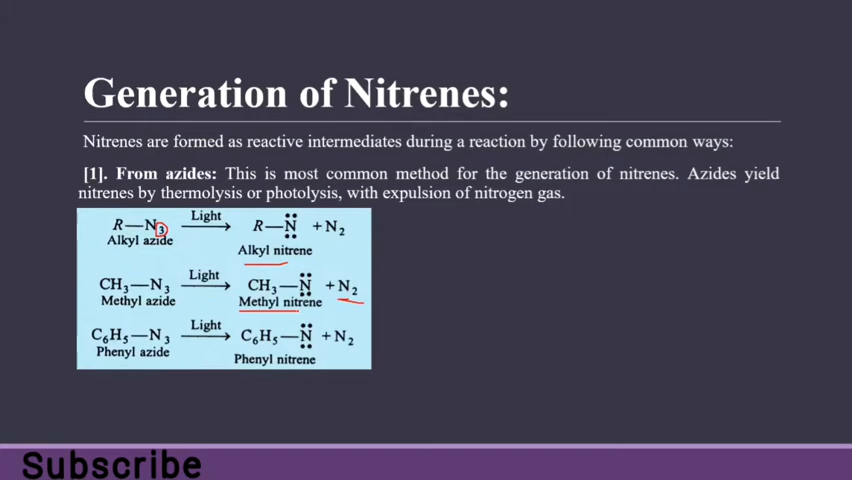 Generation of Nitrenes:
Nitrenes are formed as reactive intermediates during a reaction by following common ways:
[1]. From azides: This is most common method for the generation of nitrenes. Azides yield
nitrenes by thermolysis or photolysis, with expulsion of nitrogen gas.
R—N3 Light → R—N + N2
Alkyl azide Alkyl nitrene
CH3—N3 Light → CH3—N + N2
Methyl azide Methyl nitrene
C6H5—N3 Light → C6H5—N + N2
Phenyl azide Phenyl nitrene
Subscribe